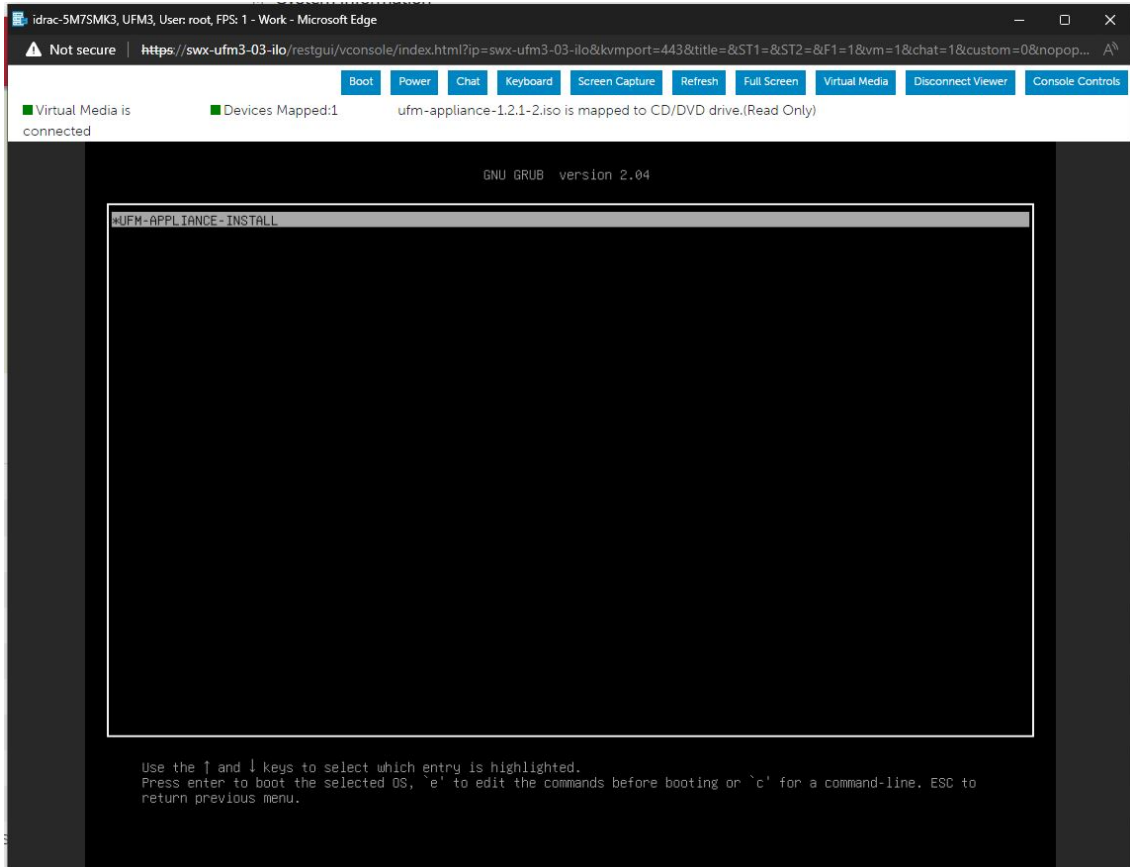 idrac-5M7SMK3, UFM3, User: root, FPS: 1 - Work - Microsoft Edge
Not secure | https://swx-ufm3-03-ilo/restgui/vconsole/index.html?ip=swx-ufm3-03-ilo&kvmport=443&title=&ST1=&ST2=&F1=1&vm=1&chat=1&custom=0&nopop...
Boot Power Chat Keyboard Screen Capture Refresh Full Screen Virtual Media Disconnect Viewer Console Controls
Virtual Media is connected
Devices Mapped:1
ufm-appliance-1.2.1-2.iso is mapped to CD/DVD drive.(Read Only)
GNU GRUB version 2.04
*UFM-APPLIANCE-INSTALL
Use the ↑ and ↓ keys to select which entry is highlighted.
Press enter to boot the selected OS, `e' to edit the commands before booting or `c' for a command-line. ESC to
return previous menu.